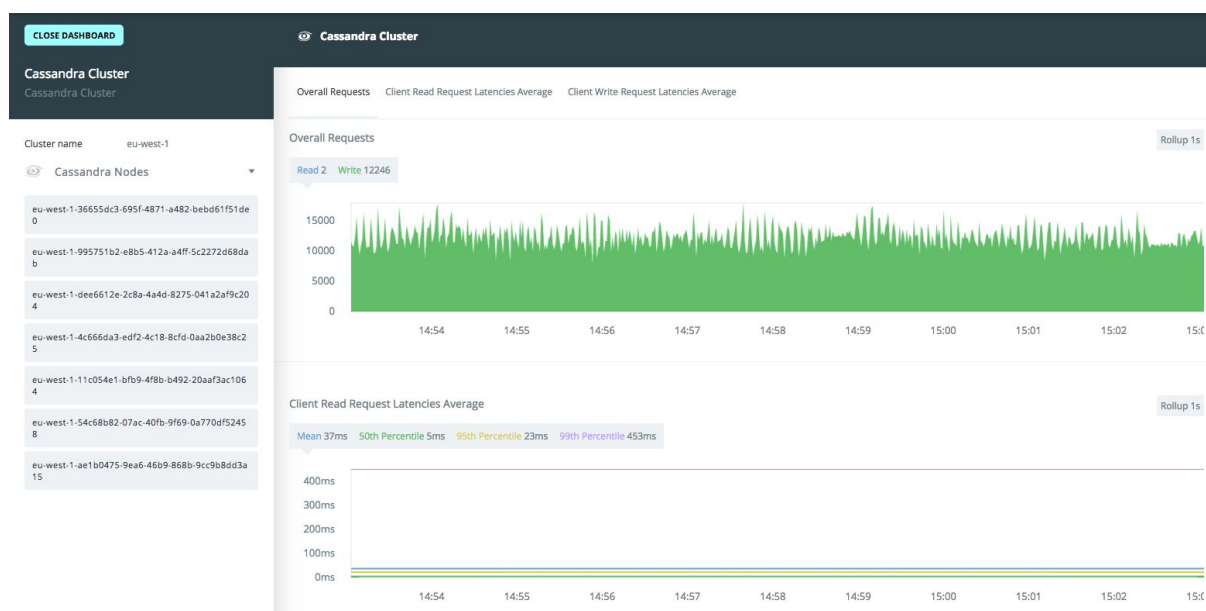 CLOSE DASHBOARD
Cassandra Cluster
Cassandra Cluster
Cassandra Cluster
Cluster name eu-west-1
Cassandra Nodes
eu-west-1-36655dc3-695f-4871-a482-bebd61f51de
0
eu-west-1-995751b2-e8b5-412a-a4ff-5c2272d68da
b
eu-west-1-dee6612e-2c8a-4a4d-8275-041a2af9c20
4
eu-west-1-4c666da3-edf2-4c18-8cfd-0aa2b0e38c2
5
eu-west-1-11c054e1-bfb9-4f8b-b492-20aaf3ac106
4
eu-west-1-54c68b82-07ac-40fb-9f69-0a770df5245
8
eu-west-1-ae1b0475-9ea6-46b9-868b-9cc9b8dd3a
15
Overall Requests Client Read Request Latencies Average Client Write Request Latencies Average
Overall Requests
Rollup 1s
Read 2 Write 12246
15000
10000
5000
0
14:54 14:55 14:56 14:57 14:58 14:59 15:00 15:01 15:02 15:0
Client Read Request Latencies Average
Rollup 1s
Mean 37ms 50th Percentile 5ms 95th Percentile 23ms 99th Percentile 453ms
400ms
300ms
200ms
100ms
0ms
14:54 14:55 14:56 14:57 14:58 14:59 15:00 15:01 15:02 15:0